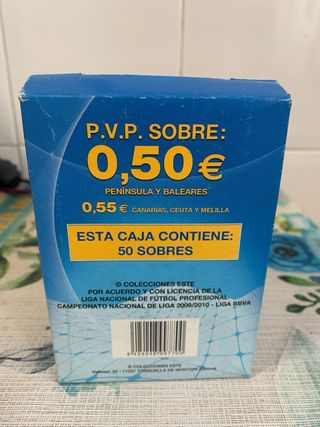 P.V.P. SOBRE:
0,50 €
PENÍNSULA Y BALEARES
0,55 € CANARIAS, CEUTA Y MELILLA
ESTA CAJA CONTIENE:
50 SOBRES
© COLECCIONES ESTE
POR ACUERDO Y CON LICENCIA DE LA
LIGA NACIONAL DE FÚTBOL PROFESIONAL
CAMPEONATO NACIONAL DE LIGA 2009/2010 - LIGA BBVA
© COLECCIONES ESTE